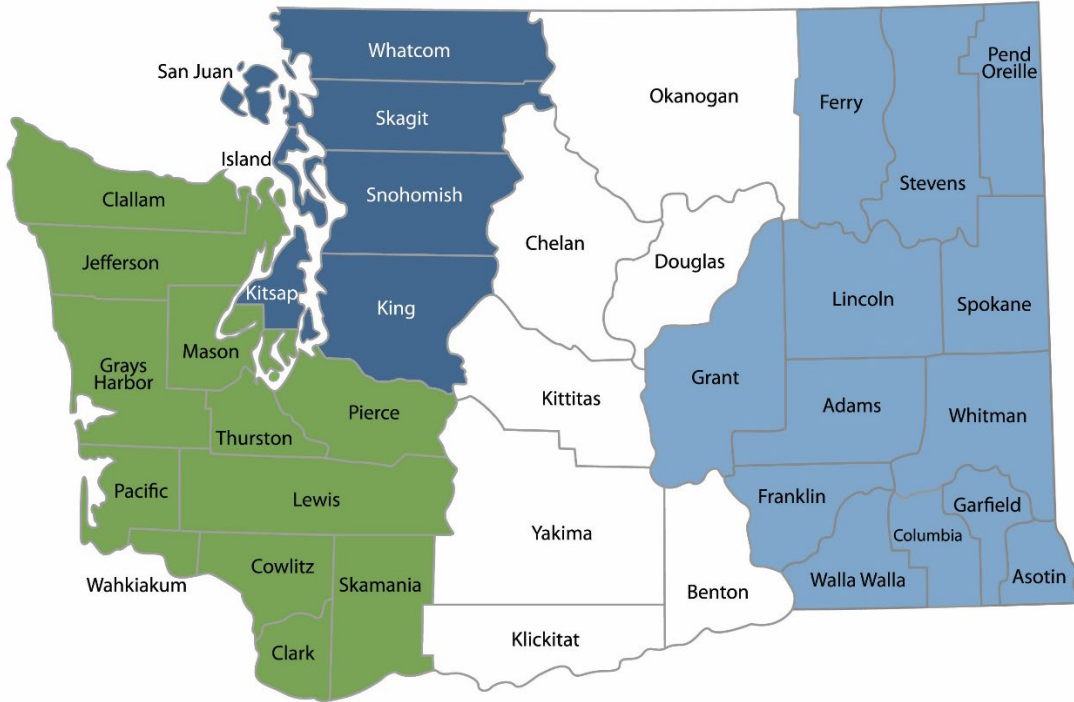 Whatcom
San Juan
Pend
Oreille
Okanogan
Ferry
Skagit
Island
Stevens
Clallam
Snohomish
Chelan
Douglas
Jefferson
Kitsap
King
Lincoln
Spokane
Mason
Grays
Harbor
Grant
Kittitas
Adams
Whitman
Pierce
Thurston
Pacific
Lewis
Franklin
Garfield
Yakima
Columbia
Cowlitz
Skamania
Wahkiakum
Benton
Walla Walla
Asotin
Klickitat
Clark